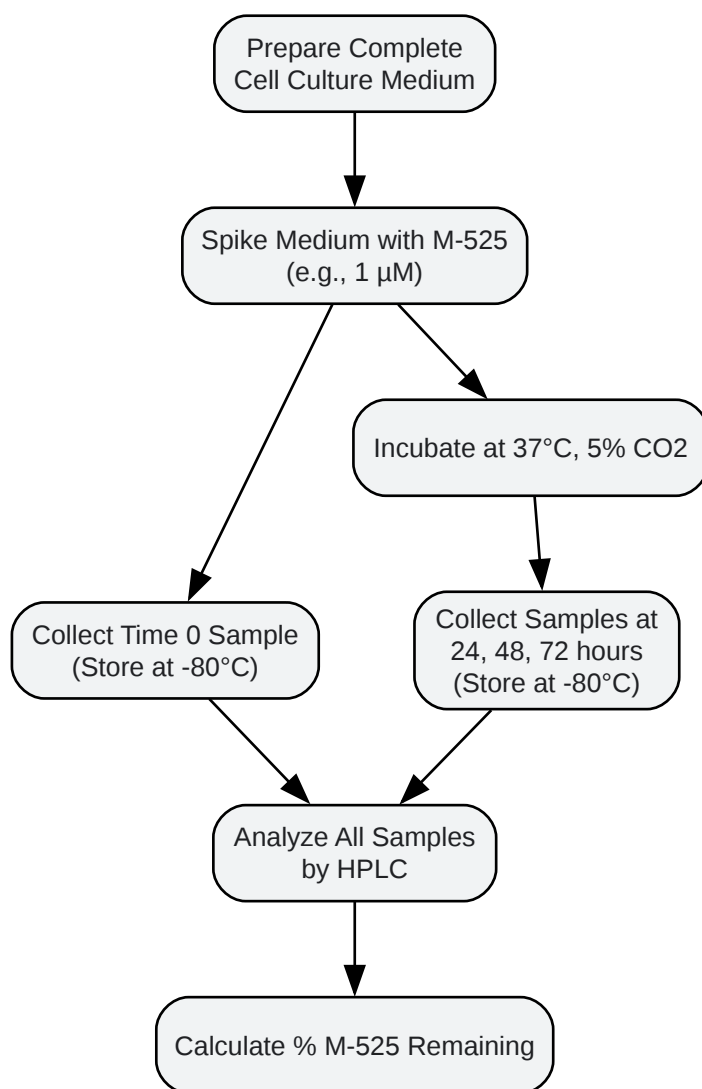 Prepare Complete
Cell Culture Medium
Spike Medium with M-525
(e.g., 1 µM)
Incubate at 37°C, 5% CO2
Collect Time 0 Sample
(Store at -80°C)
Collect Samples at
24, 48, 72 hours
(Store at -80°C)
Analyze All Samples
by HPLC
Calculate % M-525 Remaining